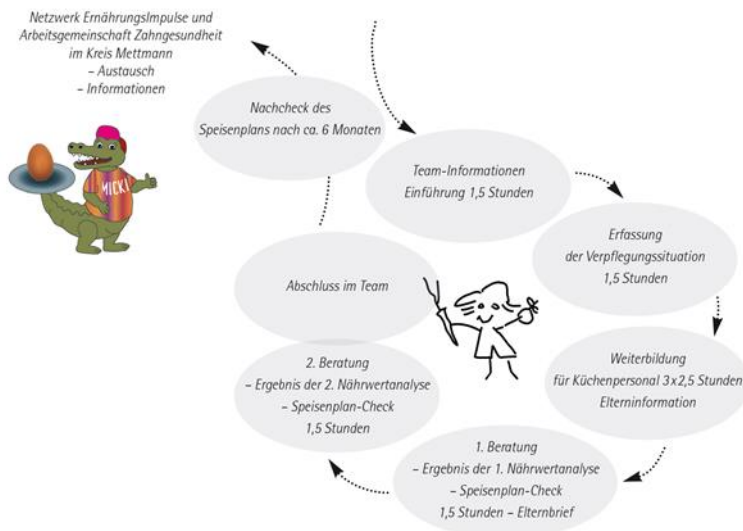 Netzwerk ErnährungsImpulse und
Arbeitsgemeinschaft Zahngesundheit
im Kreis Mettmann
– Austausch
– Informationen
MICKI
Nachcheck des
Speisenplans nach ca. 6 Monaten
Team-Informationen
Einführung 1,5 Stunden
Erfassung
der Verpflegungssituation
1,5 Stunden
Weiterbildung
für Küchenpersonal 3x2,5 Stunden
Elterninformation
1. Beratung
– Ergebnis der 1. Nährwertanalyse
– Speisenplan-Check
1,5 Stunden – Elternbrief
2. Beratung
– Ergebnis der 2. Nährwertanalyse
– Speisenplan-Check
1,5 Stunden
Abschluss im Team